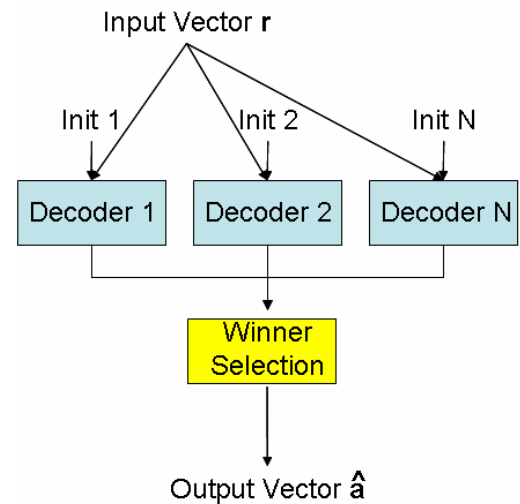 Input Vector r
Init 1
Init 2
Init N
Decoder 1
Decoder 2
Decoder N
Winner
Selection
Output Vector â